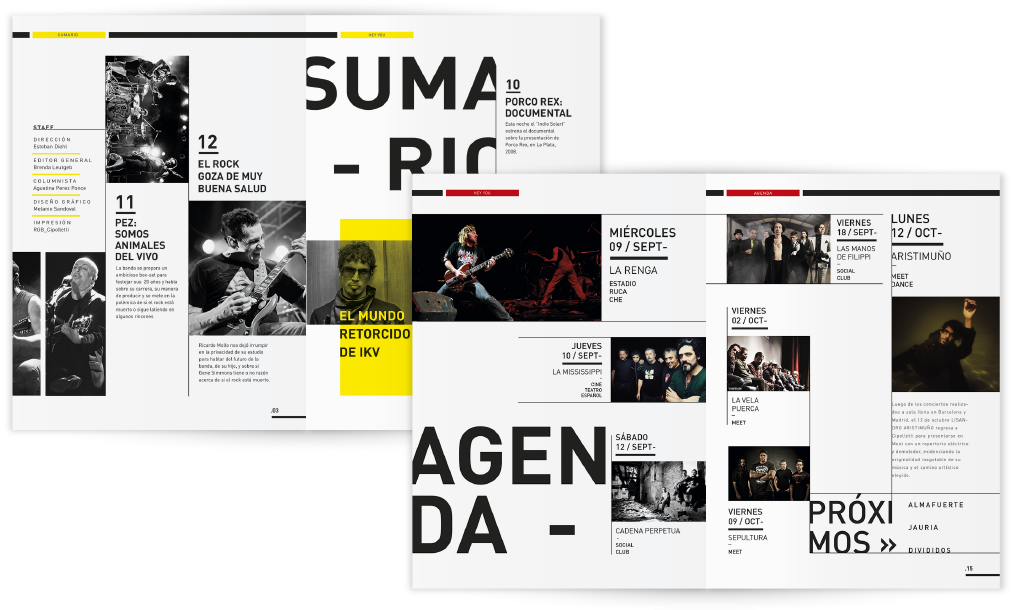 SUMARIO
HEY YOU
STAFF
DIRECCIÓN
Esteban Diehl
EDITOR GENERAL
Brenda Leutgeb
COLUMNISTA
Agustina Perez Ponce
DISEÑO GRÁFICO
Melanie Sandoval
IMPRESIÓN
RGB_Cipolletti
11
PEZ:
SOMOS
ANIMALES
DEL VIVO
La banda se prepara un
ambicioso box-set para
festejar sus 20 años y habla
sobre su carrera, su manera
de producir y se mete en la
polémica de si el rock está
muerto o sigue latiendo en
algunos rincones
12
EL ROCK
GOZA DE MUY
BUENA SALUD
Ricardo Mollo nos dejó irrumpir
en la privacidad de su estudio
para hablar del futuro de la
banda, de su hijo, y sobre si
Gene Simmons tiene o no razón
acerca de si el rock está muerto.
.03
SUMA
- RIO
EL MUNDO
RETORCIDO
DE IKV
10
PORCO REX:
DOCUMENTAL
Esta noche el "Indio Solari"
estrena el documental
sobre la presentación de
Porco Rex, en La Plata,
2008.
HEY YOU
AGENDA
MIÉRCOLES
09 / SEPT-
LA RENGA
ESTADIO
RUCA
CHE
JUEVES
10 / SEPT-
LA MISSISSIPPI
-
CINE
TEATRO
ESPAÑOL
AGEN
DA -
SÁBADO
12 / SEPT-
CADENA PERPETUA
-
SOCIAL
CLUB
VIERNES
18 / SEPT-
LAS MANOS
DE FILIPPI
-
SOCIAL
CLUB
VIERNES
02 / OCT-
LA VELA
PUERCA
-
MEET
VIERNES
09 / OCT-
SEPULTURA
-
MEET
LUNES
12 / OCT-
ARISTIMUÑO
-
MEET
DANCE
Luego de los conciertos realiza-
dos a sala llena en Barcelona y
Madrid, el 12 de octubre LISAN-
DRO ARISTIMUÑO regresa a
Cipolletti para presentarse en
Meet con un repertorio eléctrico
y demoledor, evidenciando la
originalidad inagotable de su
música y el camino artístico
elegido.
PRÓXI
MOS »
ALMAFUERTE
JAURIA
DIVIDIDOS
.15